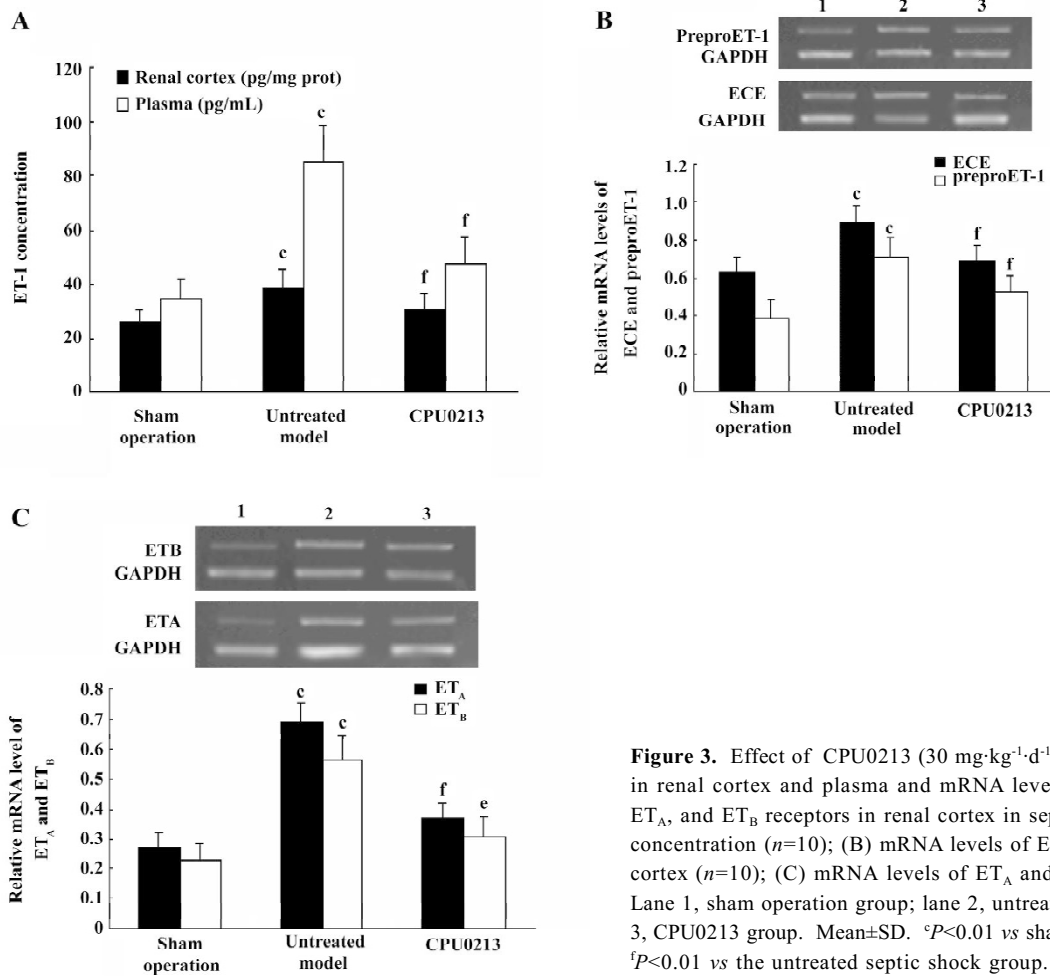 A
120
100
80
60
40
20
0
ET-1 concentration
Renal cortex (pg/mg prot)
Plasma (pg/mL)
c
c
f
f
Sham operation
Untreated model
CPU0213
B
1 2 3
PreproET-1
GAPDH
ECE
GAPDH
1.2
1.0
0.8
0.6
0.4
0.2
0
Relative mRNA levels of
ECE and preproET-1
ECE
preproET-1
c
c
f
f
Sham operation
Untreated model
CPU0213
C
1 2 3
ETB
GAPDH
ETA
GAPDH
0.8
0.7
0.6
0.5
0.4
0.3
0.2
0.1
0
Relative mRNA level of
ET_A and ET_B
ET_A
ET_B
c
c
f
e
Sham operation
Untreated model
CPU0213
Figure 3. Effect of CPU0213 (30 mg·kg⁻¹·d⁻¹
in renal cortex and plasma and mRNA level
ET_A, and ET_B receptors in renal cortex in sep
concentration (n=10); (B) mRNA levels of E
cortex (n=10); (C) mRNA levels of ET_A and
Lane 1, sham operation group; lane 2, untrea
3, CPU0213 group. Mean±SD. ᶜP<0.01 vs sha
ᶠP<0.01 vs the untreated septic shock group.